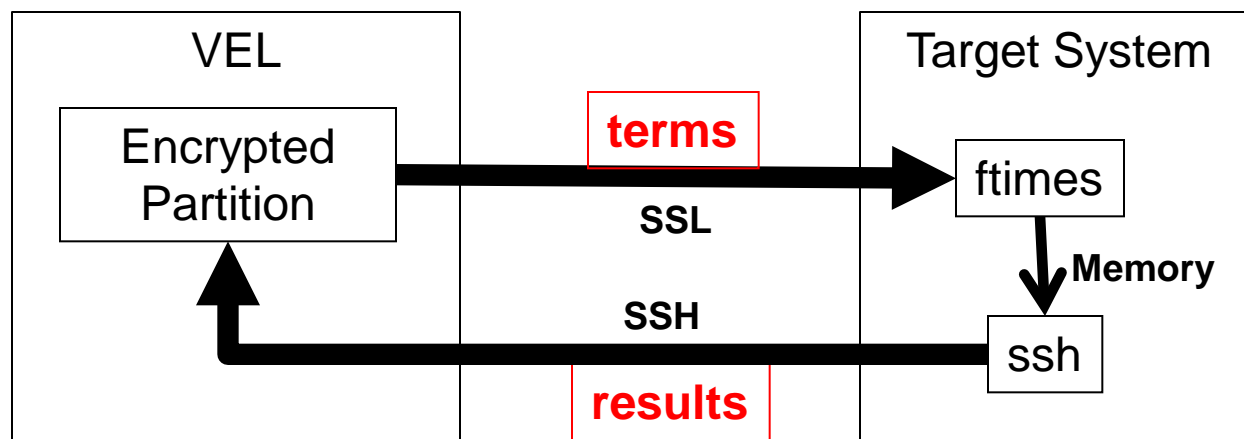 VEL
Target System
Encrypted
Partition
terms
ftimes
SSL
Memory
SSH
ssh
results